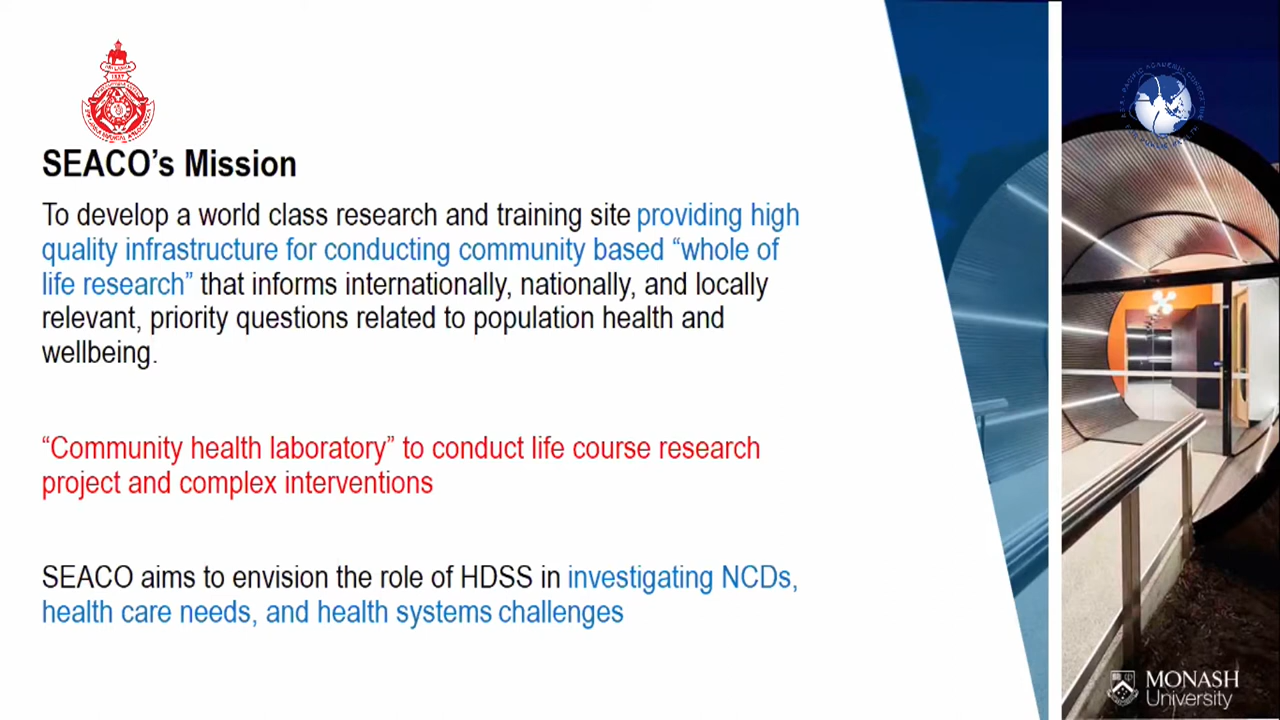 SEACO’s Mission
To develop a world class research and training site providing high
quality infrastructure for conducting community based “whole of
life research” that informs internationally, nationally, and locally
relevant, priority questions related to population health and
wellbeing.
“Community health laboratory” to conduct life course research
project and complex interventions
SEACO aims to envision the role of HDSS in investigating NCDs,
health care needs, and health systems challenges
MONASH
University